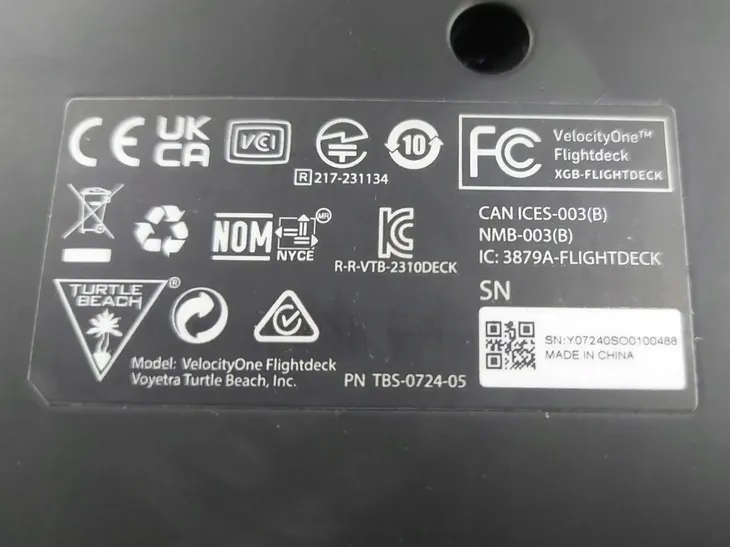 CE UK CA VCCI
R 217-231134
10
FC VelocityOne™
Flightdeck
XGB-FLIGHTDECK
NOM NYCE MR
R-R-VTB-2310DECK
CAN ICES-003(B)
NMB-003(B)
IC: 3879A-FLIGHTDECK
TURTLE
BEACH®
Model: VelocityOne Flightdeck
Voyetra Turtle Beach, Inc.
PN TBS-0724-05
SN
SN:Y07240SO0100488
MADE IN CHINA